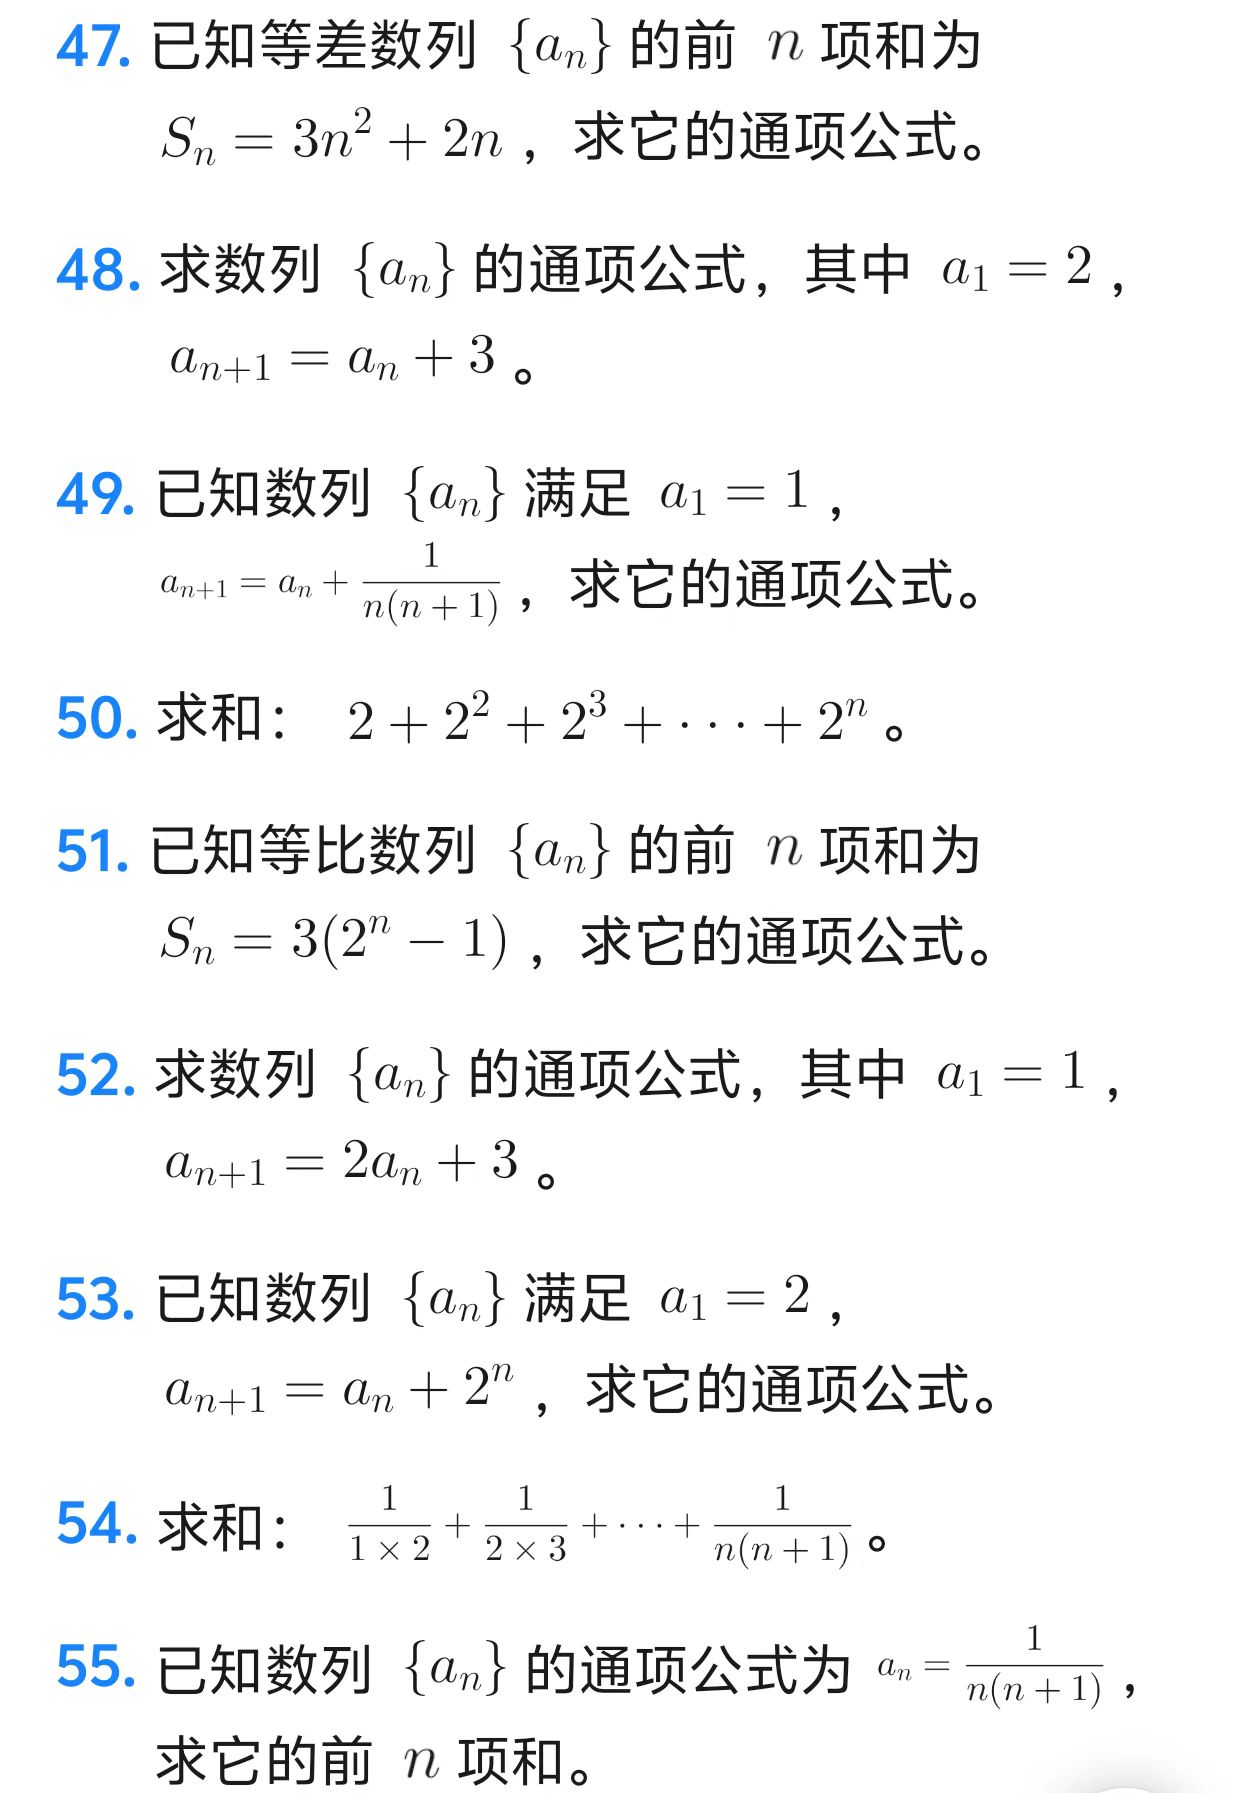 47. 已知等差数列 $\{a_n\}$ 的前 $n$ 项和为
$S_n = 3n^2 + 2n$，求它的通项公式。
48. 求数列 $\{a_n\}$ 的通项公式，其中 $a_1 = 2$，
$a_{n+1} = a_n + 3$。
49. 已知数列 $\{a_n\}$ 满足 $a_1 = 1$，
$a_{n+1} = a_n + \frac{1}{n(n+1)}$，求它的通项公式。
50. 求和： $2 + 2^2 + 2^3 + \cdots + 2^n$。
51. 已知等比数列 $\{a_n\}$ 的前 $n$ 项和为
$S_n = 3(2^n - 1)$，求它的通项公式。
52. 求数列 $\{a_n\}$ 的通项公式，其中 $a_1 = 1$，
$a_{n+1} = 2a_n + 3$。
53. 已知数列 $\{a_n\}$ 满足 $a_1 = 2$，
$a_{n+1} = a_n + 2^n$，求它的通项公式。
54. 求和： $\frac{1}{1 \times 2} + \frac{1}{2 \times 3} + \cdots + \frac{1}{n(n+1)}$。
55. 已知数列 $\{a_n\}$ 的通项公式为 $a_n = \frac{1}{n(n+1)}$，
求它的前 $n$ 项和。